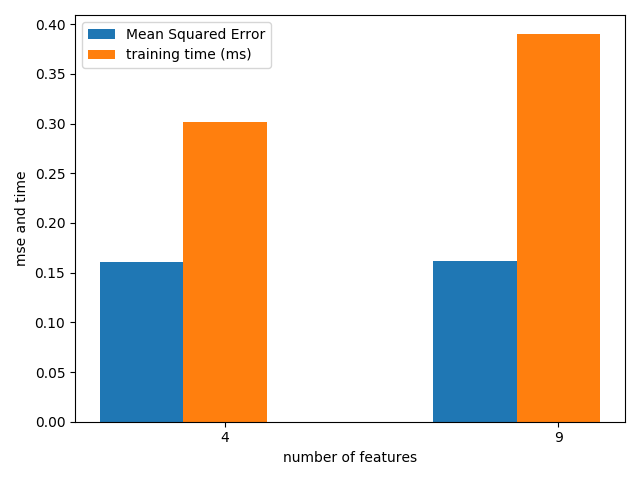 Mean Squared Error
training time (ms)
0.40
0.35
0.30
0.25
0.20
0.15
0.10
0.05
0.00
mse and time
4
9
number of features